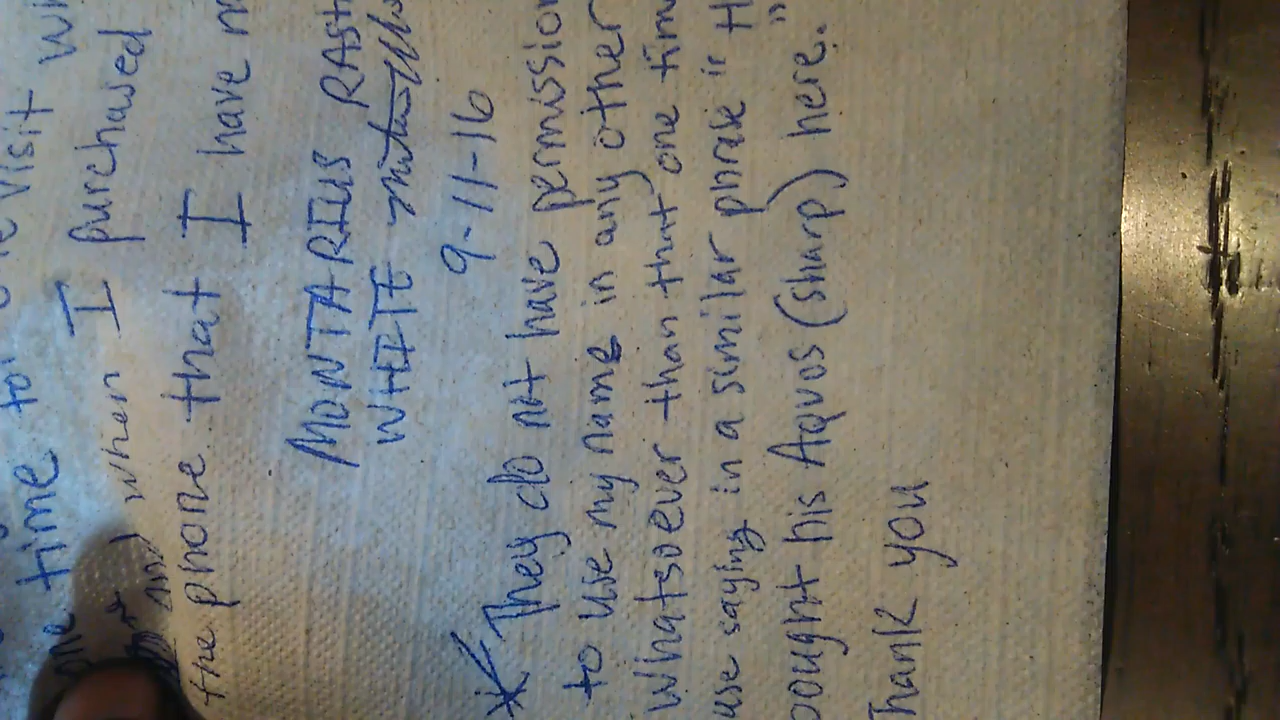 one time to visit
and when I purchased
the phone that I have
MONTARIUS RASH
WHITE
9-11-16
* They do not have permission
to use my name in any other
whatsoever than that one time
use saying in a similar phrase "H
bought his Aquos (sharp) here."
Thank you